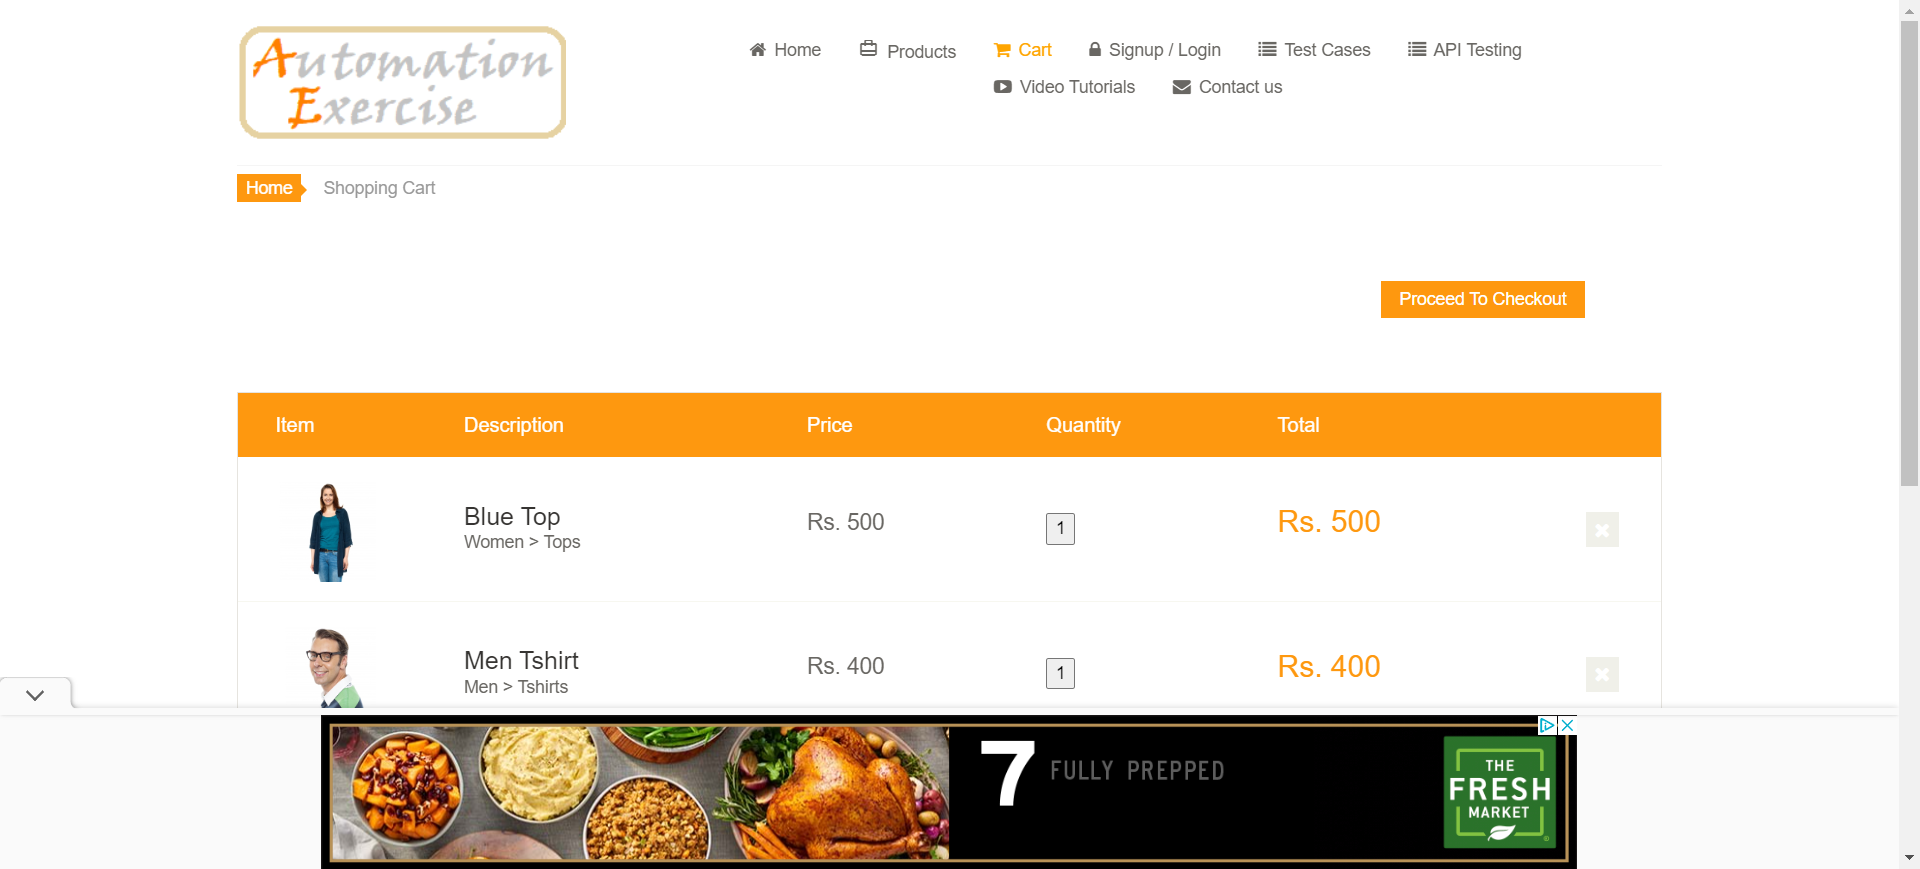 Automation
Exercise
Home
Products
Cart
Signup / Login
Test Cases
API Testing
Video Tutorials
Contact us
Home
Shopping Cart
Proceed To Checkout
Item Description Price Quantity Total
Blue Top
Women > Tops
Rs. 500
1
Rs. 500
Men Tshirt
Men > Tshirts
Rs. 400
1
Rs. 400
7 FULLY PREPPED
THE
FRESH
MARKET